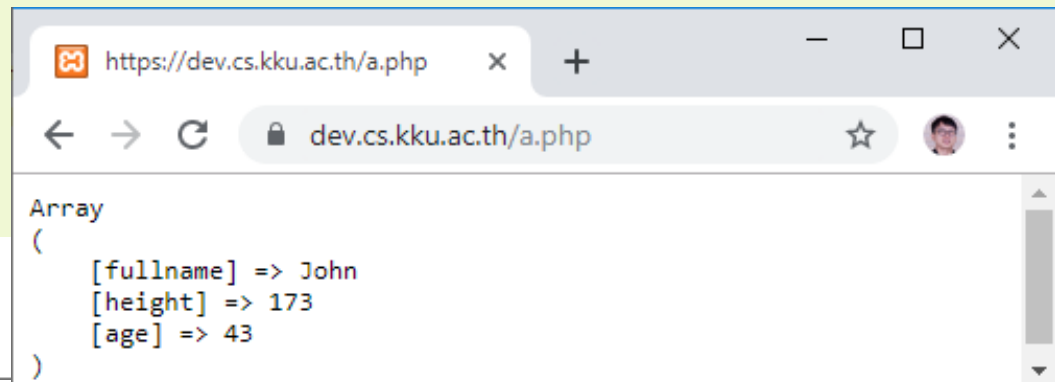 https://dev.cs.kku.ac.th/a.php
dev.cs.kku.ac.th/a.php
Array
(
    [fullname] => John
    [height] => 173
    [age] => 43
)